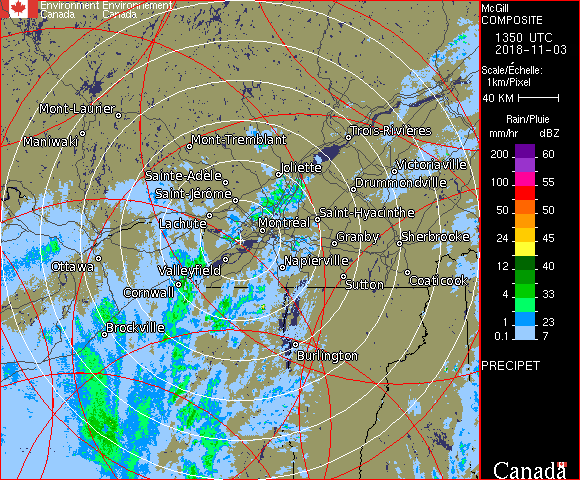 Environment Environment
Canada Canada
Mont-Laurier
Maniwaki
Mont-Tremblant
Trois-Rivières
Sainte-Adèle
Joliette
Victoriaville
Saint-Jérôme
Drummondville
Lachute
Montréal
Saint-Hyacinthe
Granby
Sherbrooke
Ottawa
Valleyfield
Napierville
Cornwall
Sutton
Coaticook
Brockville
Burlington
McGill
COMPOSITE
1350 UTC
2018-11-03
Scale/Échelle:
1km/Pixel
40 KM
Rain/Pluie
mm/hr dBZ
200 60
100 55
50 50
24 45
12 40
4 33
1 23
0.1 7
PRECIPET
Canada